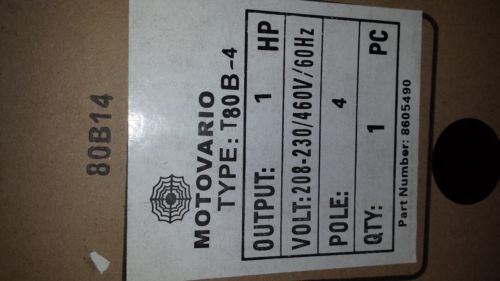 80B14
MOTOVARIO
TYPE: T80B-4
OUTPUT: 1 HP
VOLT: 208-230/460V/60Hz
POLE: 4
QTY: 1 PC
Part Number: 8605490